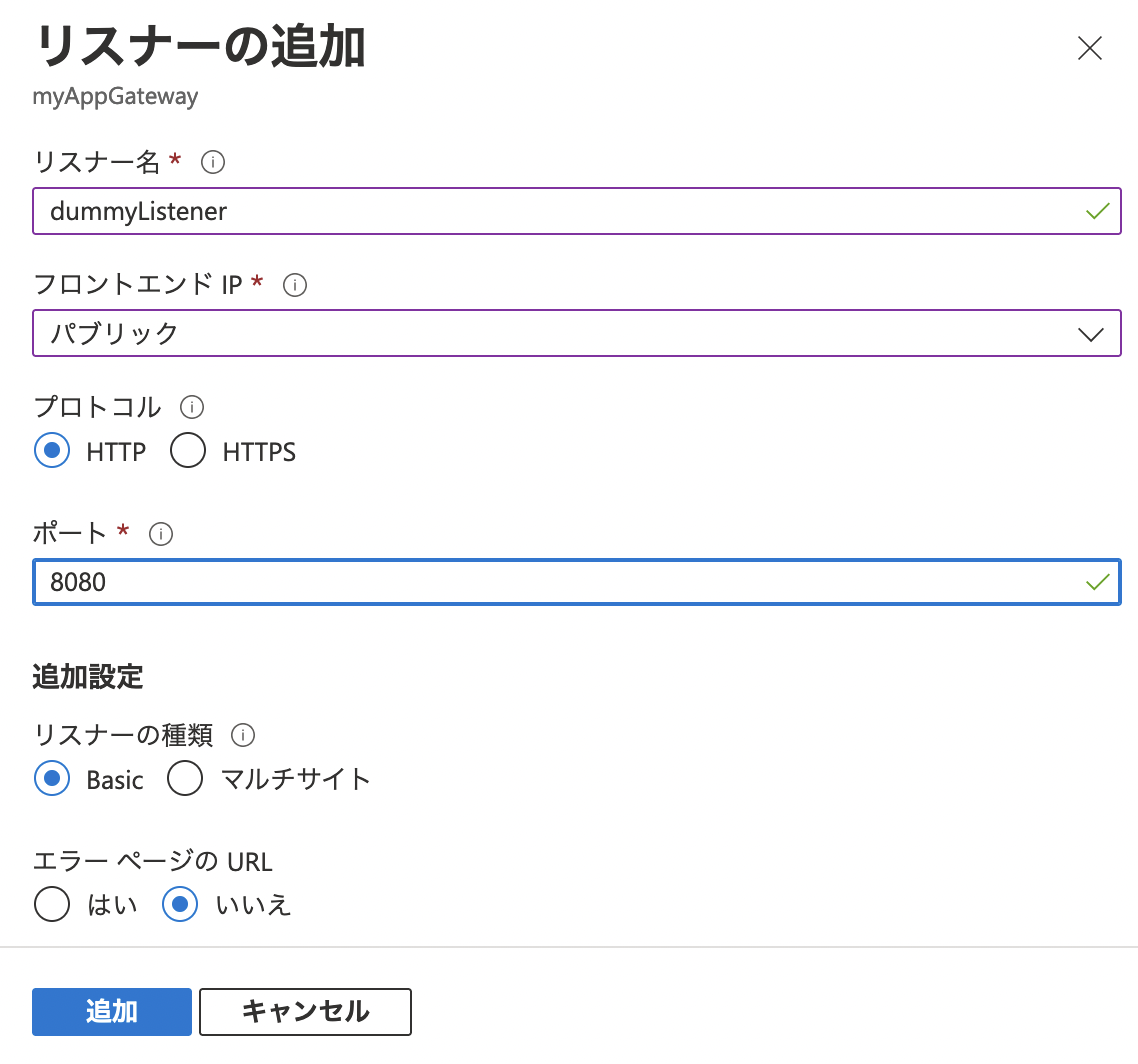 リスナーの追加
myAppGateway
リスナー名 *
dummyListener
フロントエンド IP *
パブリック
プロトコル
HTTP HTTPS
ポート *
8080
追加設定
リスナーの種類
Basic マルチサイト
エラー ページの URL
はい いいえ
追加 キャンセル